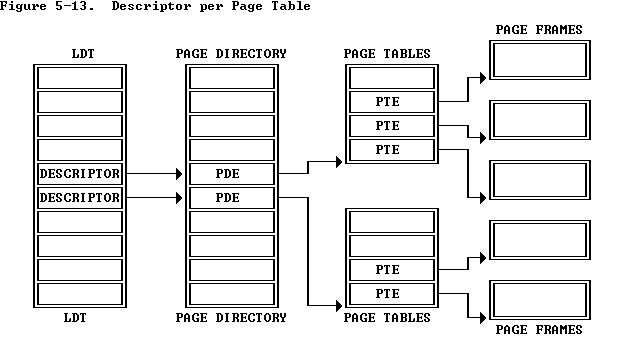 Figure 5-13. Descriptor per Page Table
PAGE FRAMES
LDT PAGE DIRECTORY PAGE TABLES
PTE
PTE
PTE
DESCRIPTOR PDE
DESCRIPTOR PDE
PTE
PTE
LDT PAGE DIRECTORY PAGE TABLES
PAGE FRAMES